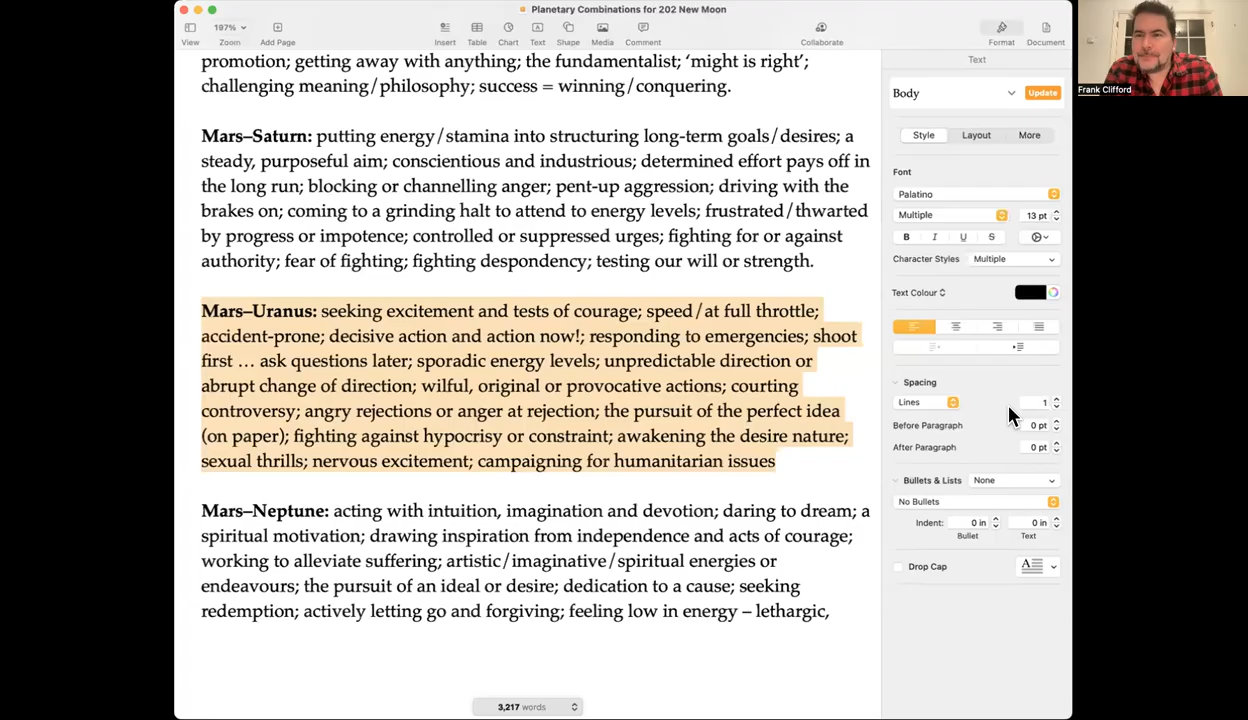 Planetary Combinations for 202 New Moon
197%
View
Zoom
Add Page
Insert
Table
Chart
Text
Shape
Media
Comment
Collaborate
Format
Document
promotion; getting away with anything; the fundamentalist; ‘might is right’;
challenging meaning/philosophy; success = winning/conquering.
Mars–Saturn: putting energy/stamina into structuring long-term goals/desires; a
steady, purposeful aim; conscientious and industrious; determined effort pays off in
the long run; blocking or channelling anger; pent-up aggression; driving with the
brakes on; coming to a grinding halt to attend to energy levels; frustrated/thwarted
by progress or impotence; controlled or suppressed urges; fighting for or against
authority; fear of fighting; fighting despondency; testing our will or strength.
Mars–Uranus: seeking excitement and tests of courage; speed/at full throttle;
accident-prone; decisive action and action now!; responding to emergencies; shoot
first … ask questions later; sporadic energy levels; unpredictable direction or
abrupt change of direction; wilful, original or provocative actions; courting
controversy; angry rejections or anger at rejection; the pursuit of the perfect idea
(on paper); fighting against hypocrisy or constraint; awakening the desire nature;
sexual thrills; nervous excitement; campaigning for humanitarian issues
Mars–Neptune: acting with intuition, imagination and devotion; daring to dream; a
spiritual motivation; drawing inspiration from independence and acts of courage;
working to alleviate suffering; artistic/imaginative/spiritual energies or
endeavours; the pursuit of an ideal or desire; dedication to a cause; seeking
redemption; actively letting go and forgiving; feeling low in energy – lethargic,
3,217 words
Text
Body
Update
Style
Layout
More
Font
Palatino
Multiple
13 pt
B I U S
Character Styles Multiple
Text Colour
Spacing
Lines 1
Before Paragraph 0 pt
After Paragraph 0 pt
Bullets & Lists None
No Bullets
Indent: 0 in 0 in
Bullet Text
Drop Cap A
Frank Clifford